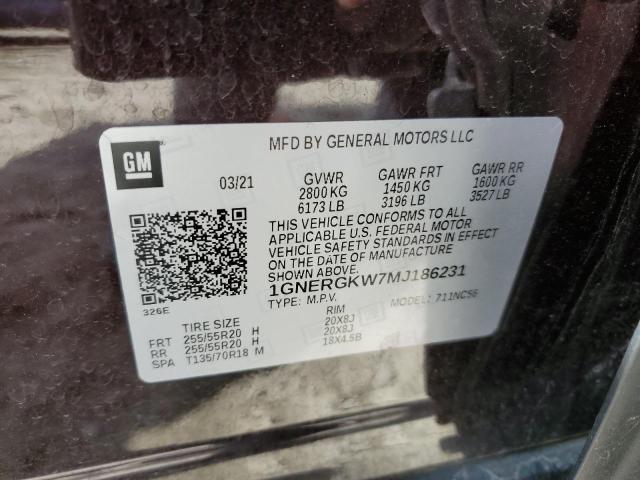 GM
MFD BY GENERAL MOTORS LLC
03/21
GVWR GAWR FRT GAWR RR
2800 KG 1450 KG 1600 KG
6173 LB 3196 LB 3527 LB
THIS VEHICLE CONFORMS TO ALL
APPLICABLE U.S. FEDERAL MOTOR
VEHICLE SAFETY STANDARDS IN EFFECT
ON THE DATE OF MANUFACTURE
SHOWN ABOVE.
1GNERGKW7MJ186231
TYPE: M.P.V. MODEL: 711NC56
326E
TIRE SIZE RIM
FRT 255/55R20 H 20X8J
RR 255/55R20 H 20X8J
SPA T135/70R18 M 18X4.5B